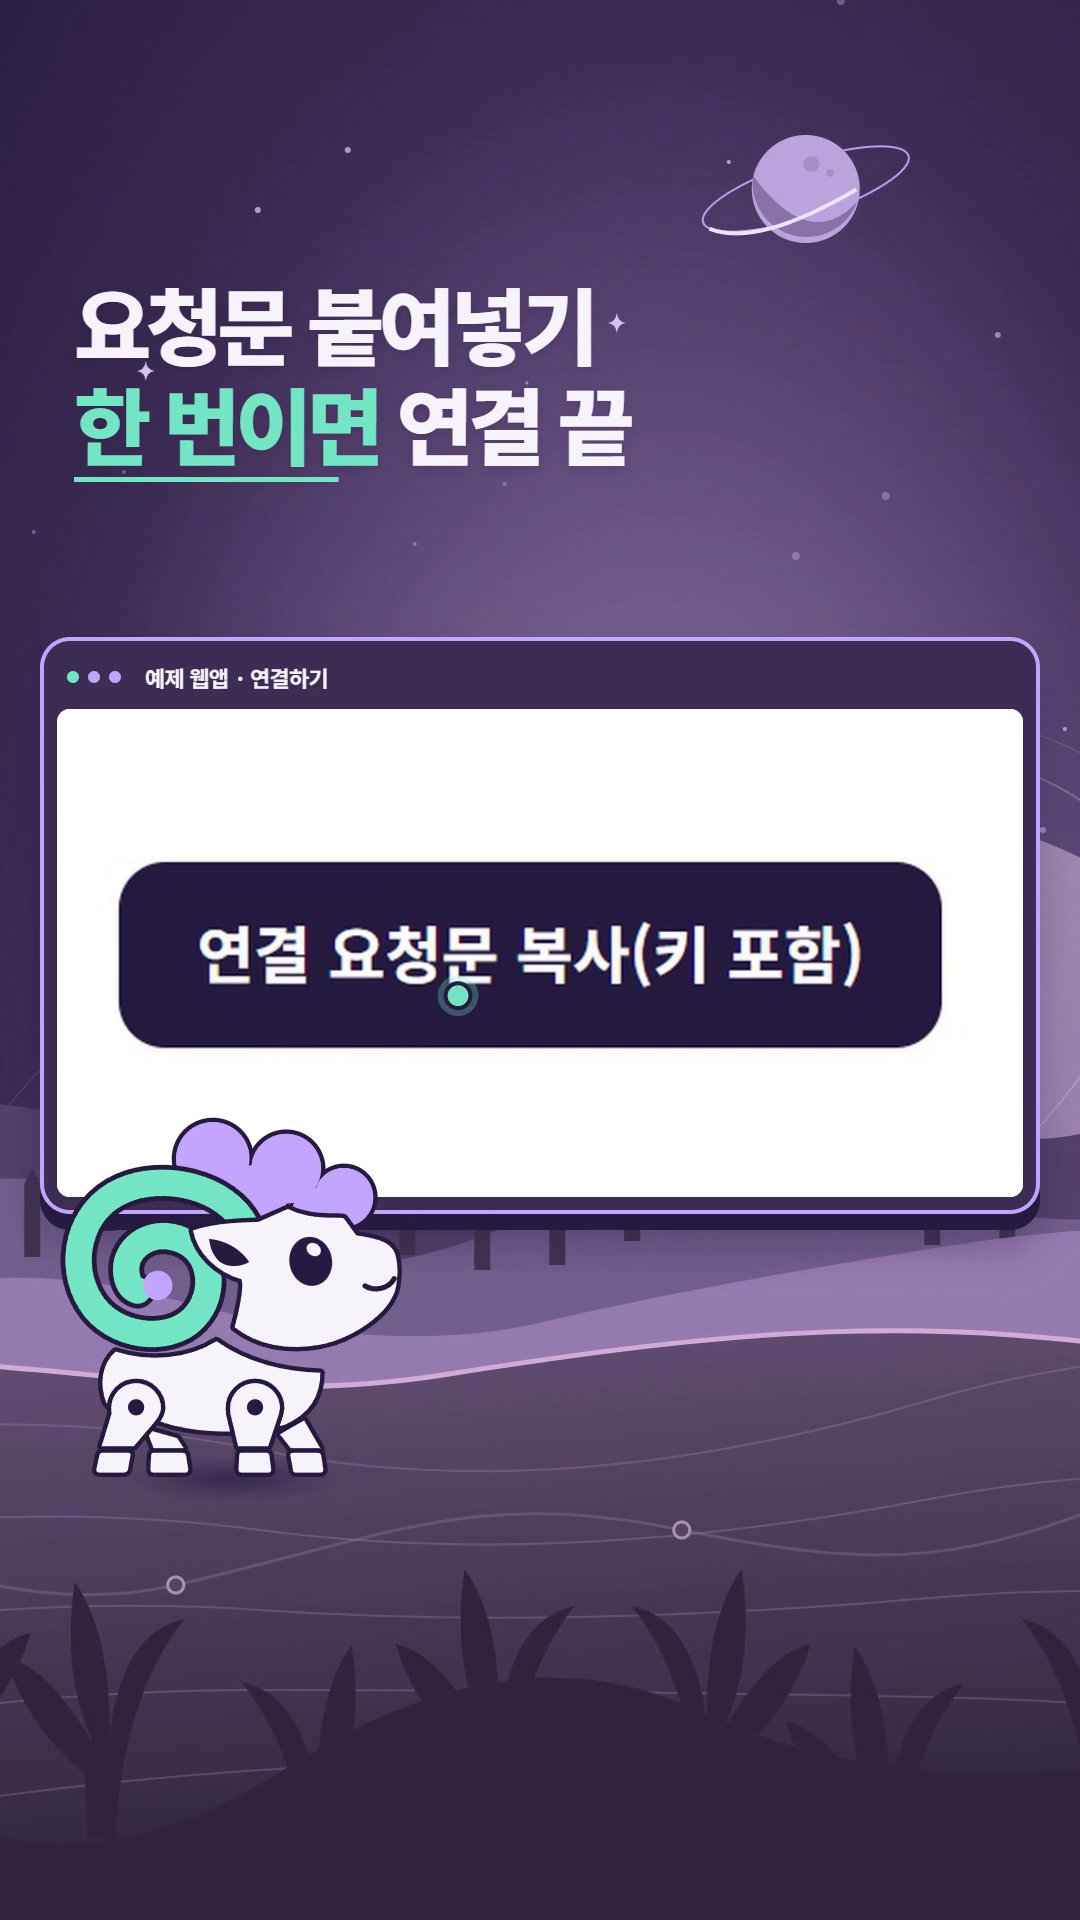 요청문 붙여넣기
한 번이면 연결 끝
예제 웹앱 · 연결하기
연결 요청문 복사(키 포함)